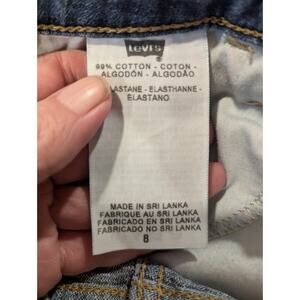 Levi's
99% COTTON - COTON -
ALGODÓN - ALGODÃO
ELASTANE - ELASTHANNE -
ELASTANO
MADE IN SRI LANKA
FABRIQUE AU SRI LANKA
FABRICADO EN SRI LANKA
FABRICADO NO SRI LANKA
8